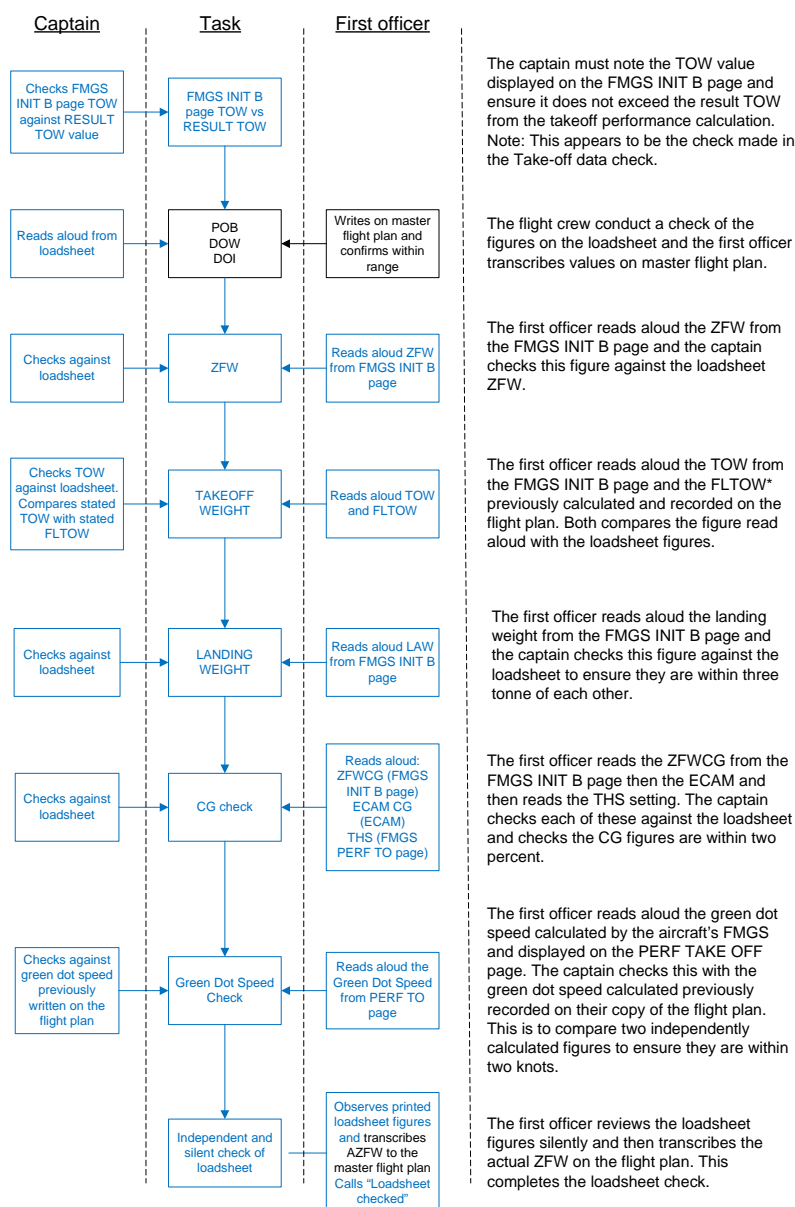 Captain
Task
First officer
Checks FMGS
INIT B page TOW
against RESULT
TOW value
FMGS INIT B
page TOW vs
RESULT TOW
The captain must note the TOW value
displayed on the FMGS INIT B page and
ensure it does not exceed the result TOW
from the takeoff performance calculation.
Note: This appears to be the check made in
the Take-off data check.
Reads aloud from
loadsheet
POB
DOW
DOI
Writes on master
flight plan and
confirms within
range
The flight crew conduct a check of the
figures on the loadsheet and the first officer
transcribes values on master flight plan.
Checks against
loadsheet
ZFW
Reads aloud ZFW
from FMGS INIT B
page
The first officer reads aloud the ZFW from
the FMGS INIT B page and the captain
checks this figure against the loadsheet
ZFW.
Checks TOW
against loadsheet.
Compares stated
TOW with stated
FLTOW
TAKEOFF
WEIGHT
Reads aloud TOW
and FLTOW
The first officer reads aloud the TOW from
the FMGS INIT B page and the FLTOW*
previously calculated and recorded on the
flight plan. Both compares the figure read
aloud with the loadsheet figures.
Checks against
loadsheet
LANDING
WEIGHT
Reads aloud LAW
from FMGS INIT B
page
The first officer reads aloud the landing
weight from the FMGS INIT B page and
the captain checks this figure against the
loadsheet to ensure they are within three
tonne of each other.
Checks against
loadsheet
CG check
Reads aloud:
ZFWCG (FMGS
INIT B page)
ECAM CG
(ECAM)
THS (FMGS
PERF TO page)
The first officer reads the ZFWCG from the
FMGS INIT B page then the ECAM and
then reads the THS setting. The captain
checks each of these against the loadsheet
and checks the CG figures are within two
percent.
Checks against
green dot speed
previously
written on the
flight plan
Green Dot Speed
Check
Reads aloud the
Green Dot Speed
from PERF TO
page
The first officer reads aloud the green dot
speed calculated by the aircraft’s FMGS
and displayed on the PERF TAKE OFF
page. The captain checks this with the
green dot speed calculated previously
recorded on their copy of the flight plan.
This is to compare two independently
calculated figures to ensure they are within
two knots.
Independent and
silent check of
loadsheet
Observes printed
loadsheet figures
and transcribes
AZFW to the
master flight plan
Calls “Loadsheet
checked”
The first officer reviews the loadsheet
figures silently and then transcribes the
actual ZFW on the flight plan. This
completes the loadsheet check.